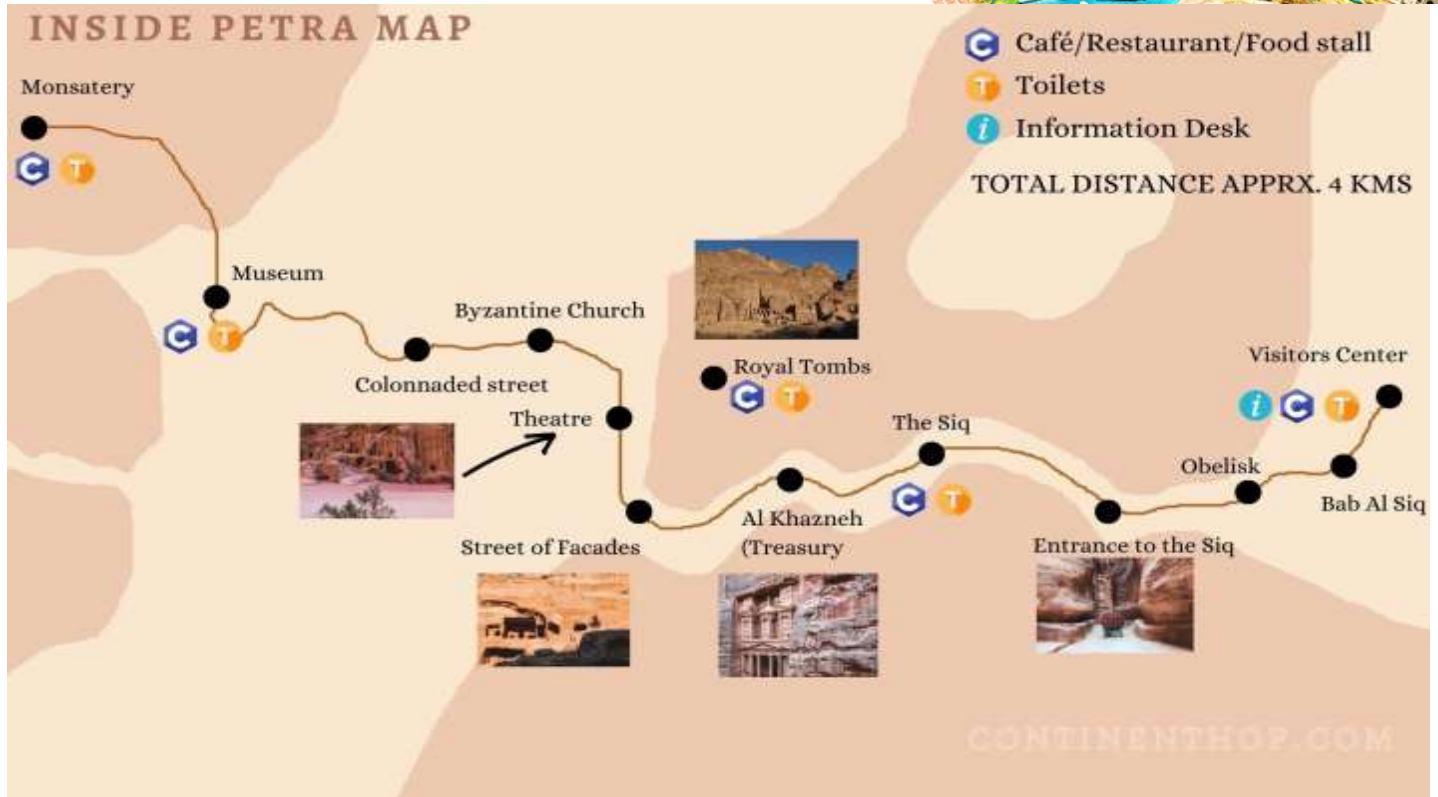 INSIDE PETRA MAP
C Café/Restaurant/Food stall
T Toilets
i Information Desk
TOTAL DISTANCE APPRX. 4 KMS
Monsatery
C T
Museum
C T
Byzantine Church
Colonnaded street
Theatre
Royal Tombs
C T
Visitors Center
i C T
The Siq
C T
Obelisk
Bab Al Siq
Street of Facades
Al Khazneh
(Treasury
Entrance to the Siq
CONTINENTHOP.COM